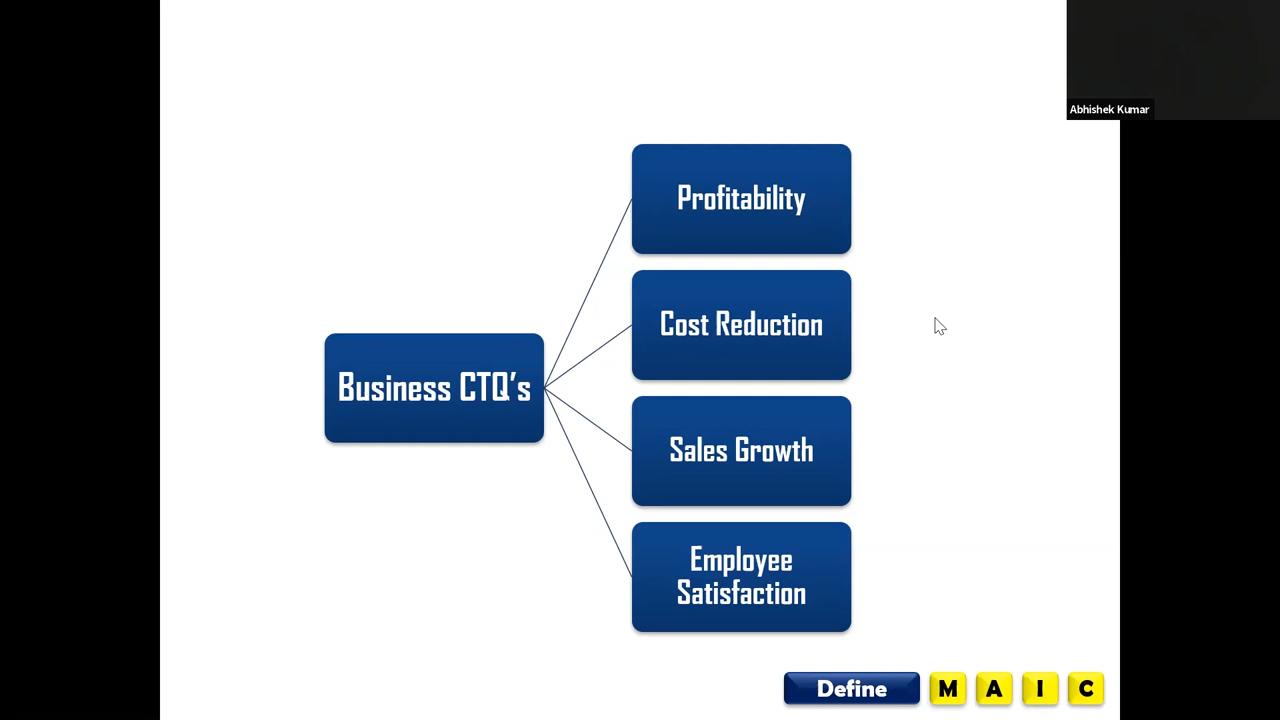 Abhishek Kumar
Profitability
Cost Reduction
Business CTQ's
Sales Growth
Employee
Satisfaction
Define M A I C